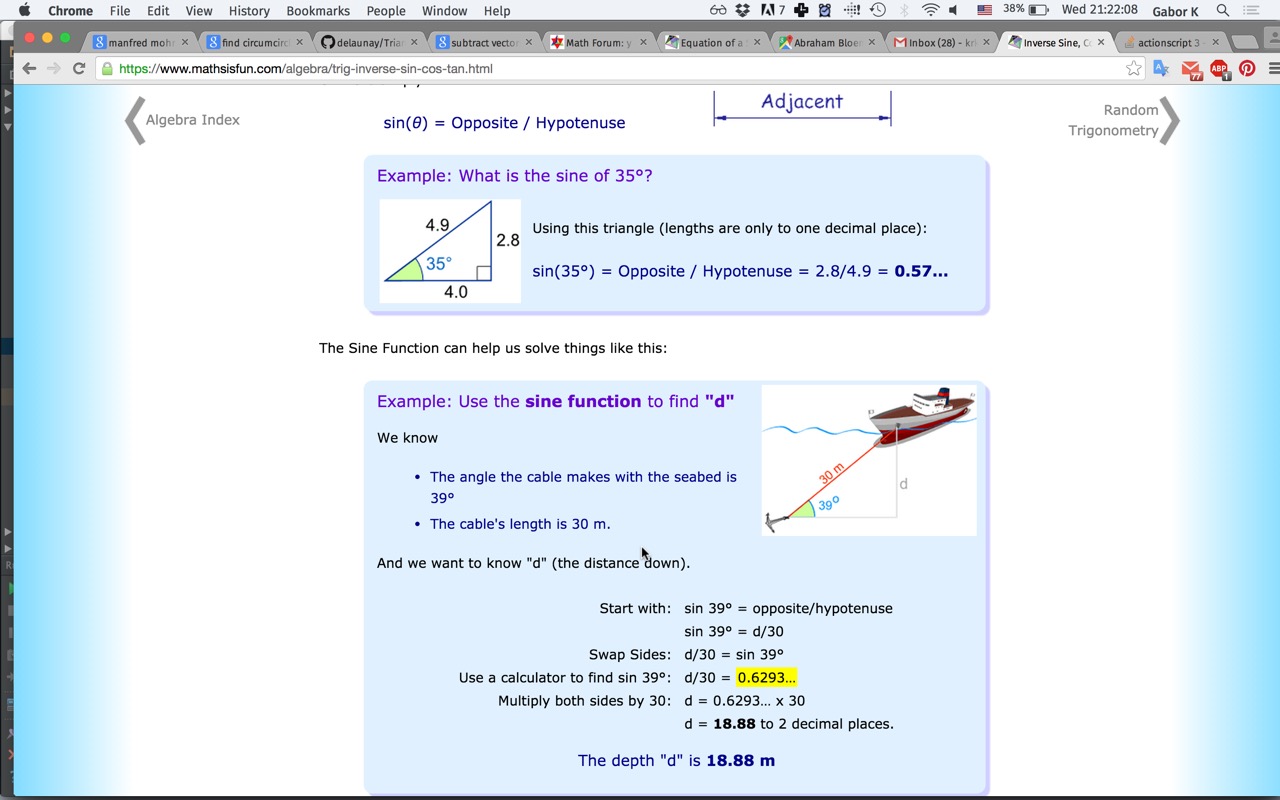 Chrome File Edit View History Bookmarks People Window Help 7 38% Wed 21:22:08 Gabor K
manfred moh find circumcirc delaunay/Tria subtract vecto Math Forum: y Equation of a Abraham Bloe Inbox (28) - kr Inverse Sine, C actionscript 3
https://www.mathsisfun.com/algebra/trig-inverse-sin-cos-tan.html ABP 77 1
Algebra Index
sin(θ) = Opposite / Hypotenuse
Adjacent
Random
Trigonometry
Example: What is the sine of 35°?
4.9
2.8
35°
4.0
Using this triangle (lengths are only to one decimal place):
sin(35°) = Opposite / Hypotenuse = 2.8/4.9 = 0.57...
The Sine Function can help us solve things like this:
Example: Use the sine function to find "d"
We know
• The angle the cable makes with the seabed is
39°
• The cable's length is 30 m.
30 m
d
39°
And we want to know "d" (the distance down).
Start with: sin 39° = opposite/hypotenuse
sin 39° = d/30
Swap Sides: d/30 = sin 39°
Use a calculator to find sin 39°: d/30 = 0.6293...
Multiply both sides by 30: d = 0.6293... x 30
d = 18.88 to 2 decimal places.
The depth "d" is 18.88 m